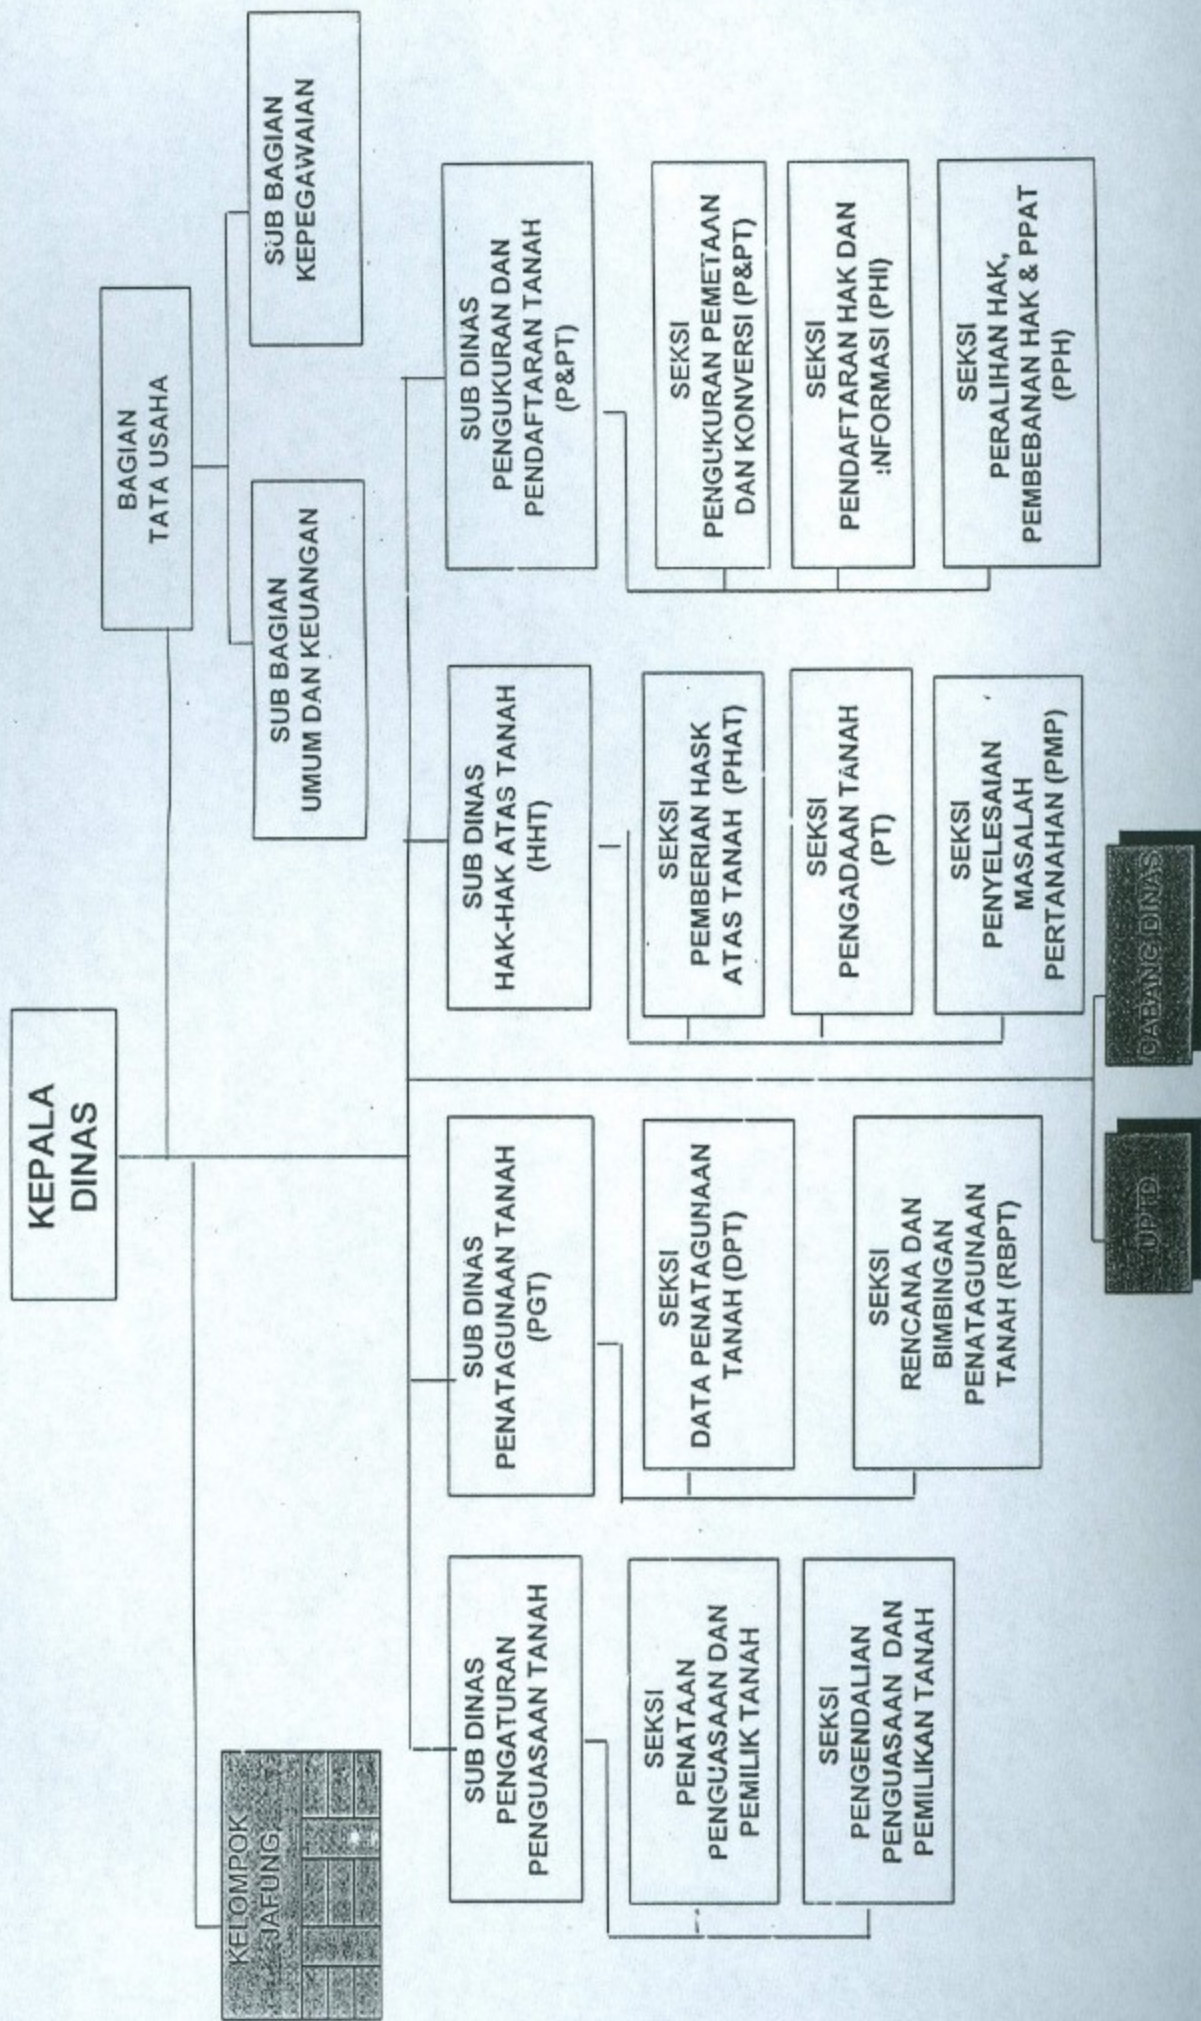 KEPALA
DINAS
BAGIAN
TATA USAHA
SUB BAGIAN
UMUM DAN KEUANGAN
SUB BAGIAN
KEPEGAWAIAN
KELOMPOK
JAFUNG
SUB DINAS
PENGATURAN
PENGUASAAN TANAH
SEKSI
PENATAAN
PENGUASAAN DAN
PEMILIK TANAH
SEKSI
PENGENDALIAN
PENGUASAAN DAN
PEMILIKAN TANAH
SUB DINAS
PENATAGUNAAN TANAH
(PGT)
SEKSI
DATA PENATAGUNAAN
TANAH (DPT)
SEKSI
RENCANA DAN
BIMBINGAN
PENATAGUNAAN
TANAH (RBPT)
SUB DINAS
HAK-HAK ATAS TANAH
(HHT)
SEKSI
PEMBERIAN HASK
ATAS TANAH (PHAT)
SEKSI
PENGADAAN TANAH
(PT)
SEKSI
PENYELESAIAN
MASALAH
PERTANAHAN (PMP)
SUB DINAS
PENGUKURAN DAN
PENDAFTARAN TANAH
(P&PT)
SEKSI
PENGUKURAN PEMETAAN
DAN KONVERSI (P&PT)
SEKSI
PENDAFTARAN HAK DAN
INFORMASI (PHI)
SEKSI
PERALIHAN HAK,
PEMBEBANAN HAK & PPAT
(PPH)
UPTD
CABANG DINAS